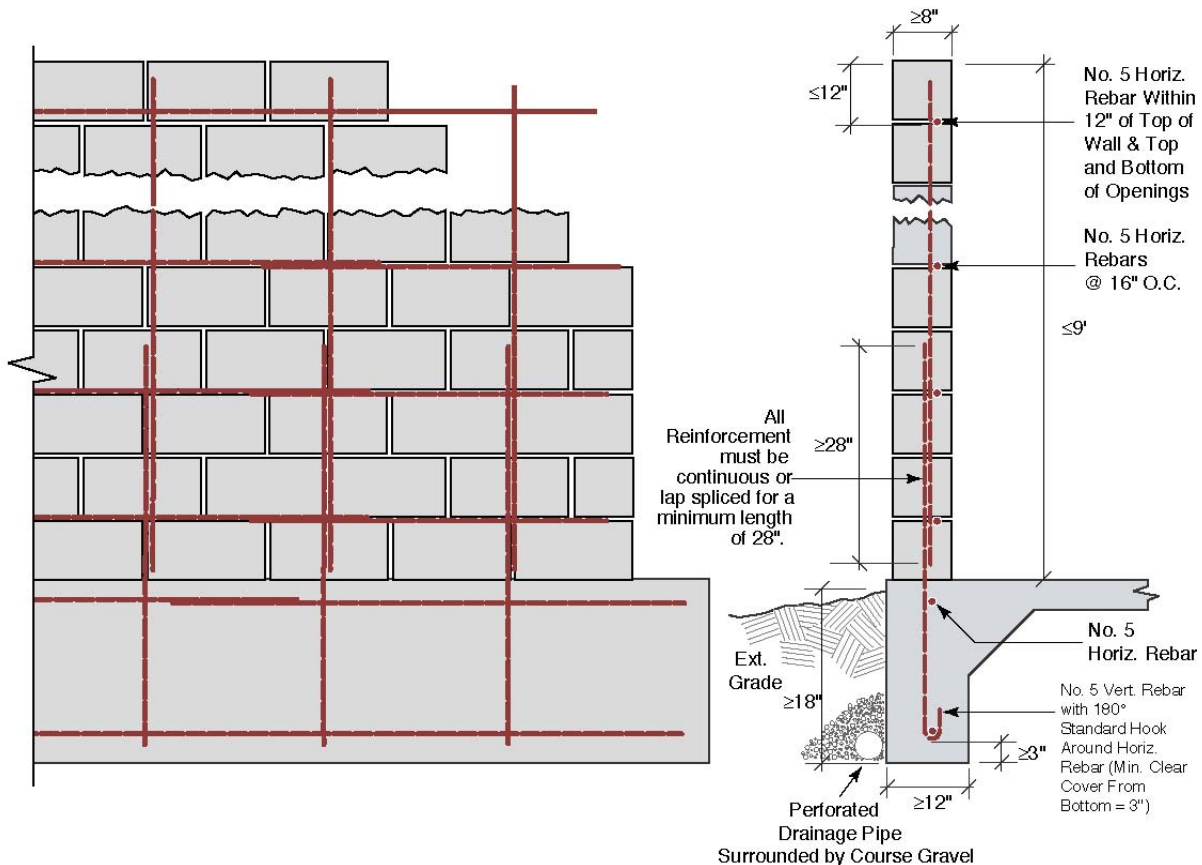 ≥8"
≤12"
No. 5 Horiz.
Rebar Within
12" of Top of
Wall & Top
and Bottom
of Openings
No. 5 Horiz.
Rebars
@ 16" O.C.
≤9'
All
Reinforcement
must be
continuous or
lap spliced for a
minimum length
of 28".
≥28"
No. 5
Horiz. Rebar
Ext.
Grade
≥18"
No. 5 Vert. Rebar
with 180°
Standard Hook
Around Horiz.
Rebar (Min. Clear
Cover From
Bottom = 3")
≥3"
≥12"
Perforated
Drainage Pipe
Surrounded by Course Gravel